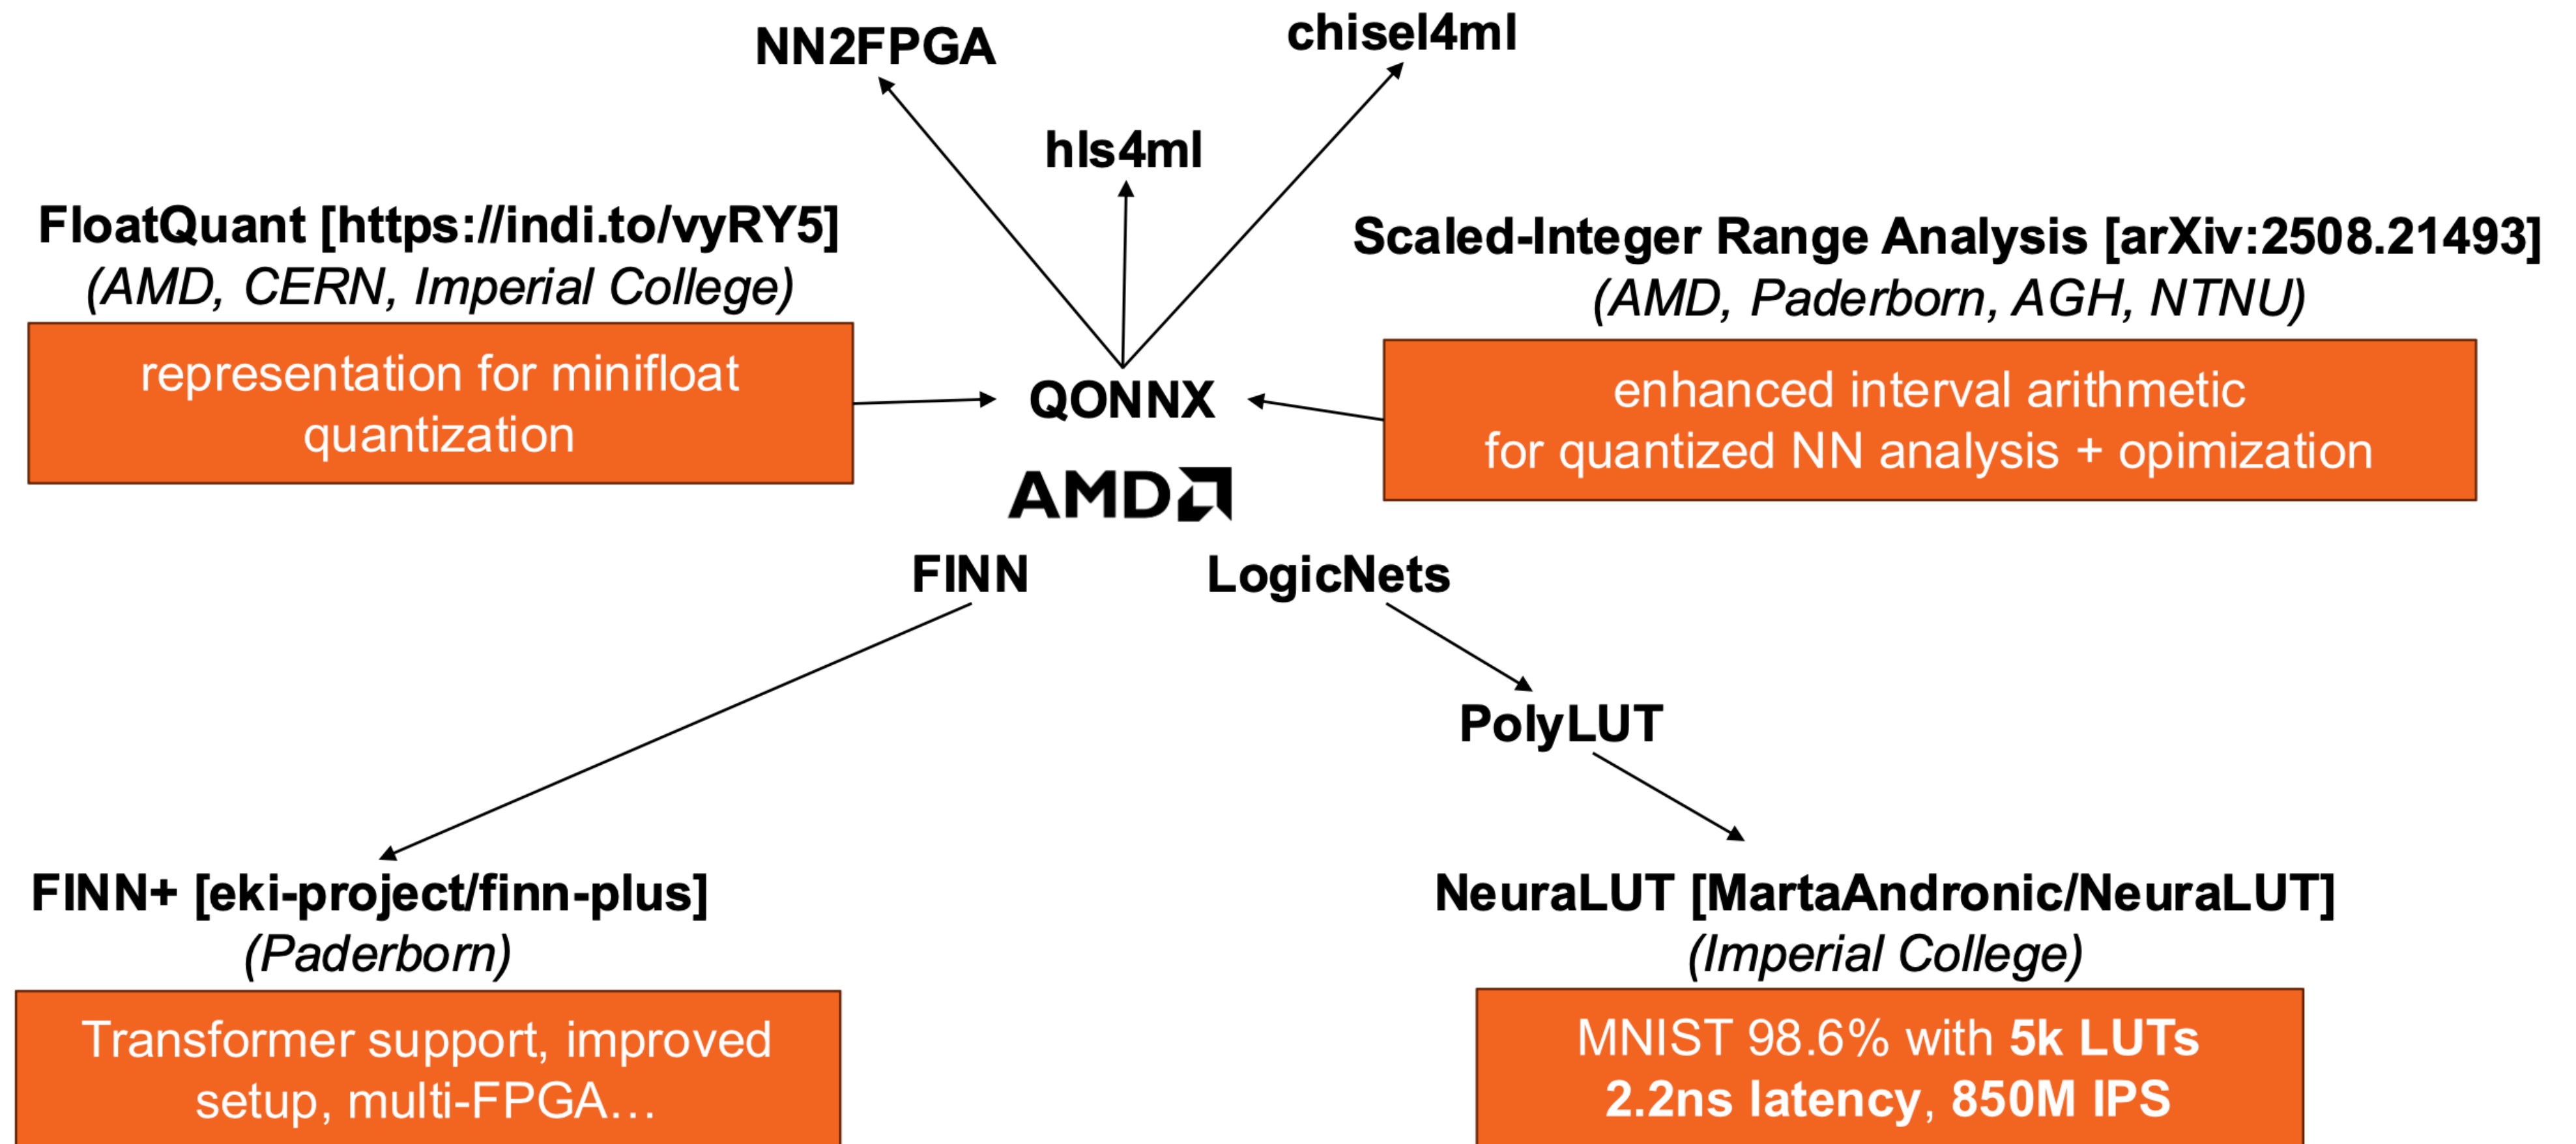 NN2FPGA
chisel4ml
hls4ml
FloatQuant [https://indi.to/vyRY5]
(AMD, CERN, Imperial College)
representation for minifloat
quantization
Scaled-Integer Range Analysis [arXiv:2508.21493]
(AMD, Paderborn, AGH, NTNU)
enhanced interval arithmetic
for quantized NN analysis + opimization
QONNX
AMD
FINN
LogicNets
PolyLUT
FINN+ [eki-project/finn-plus]
(Paderborn)
Transformer support, improved
setup, multi-FPGA…
NeuraLUT [MartaAndronic/NeuraLUT]
(Imperial College)
MNIST 98.6% with 5k LUTs
2.2ns latency, 850M IPS